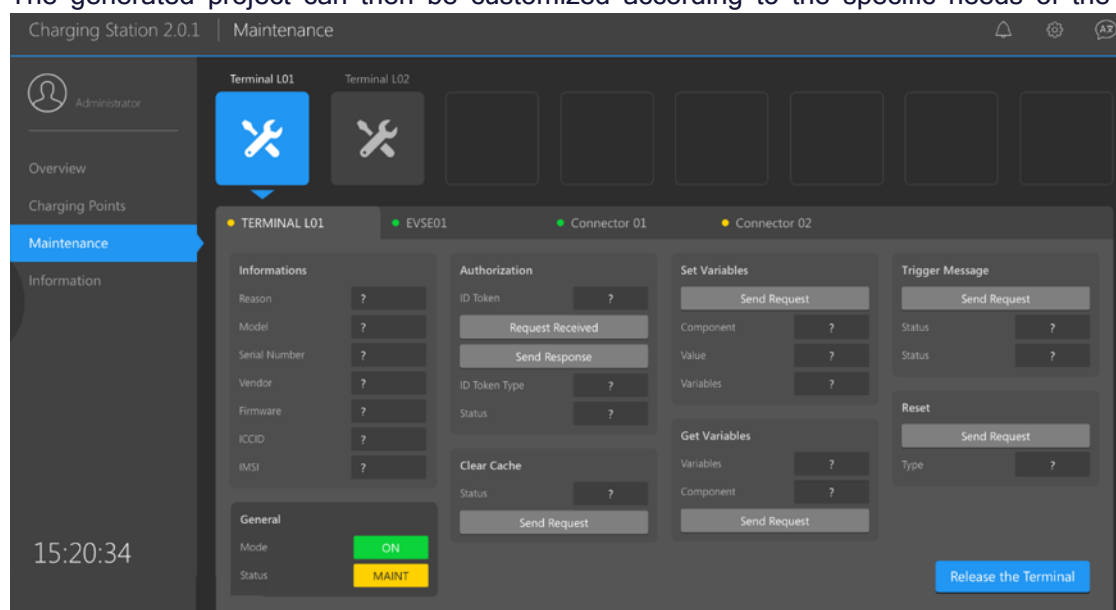 The generated project can then be customized according to the specific needs of the
Charging Station 2.0.1 | Maintenance
Administrator
Overview
Charging Points
Maintenance
Information
15:20:34
Terminal L01
Terminal L02
TERMINAL L01
EVSE01
Connector 01
Connector 02
Informations
Reason ?
Model ?
Serial Number ?
Vendor ?
Firmware ?
ICCID ?
IMSI ?
General
Mode ON
Status MAINT
Authorization
ID Token ?
Request Received
Send Response
ID Token Type ?
Status ?
Clear Cache
Status ?
Send Request
Set Variables
Send Request
Component ?
Value ?
Variables ?
Get Variables
Variables ?
Component ?
Send Request
Trigger Message
Send Request
Status ?
Status ?
Reset
Send Request
Type ?
Release the Terminal